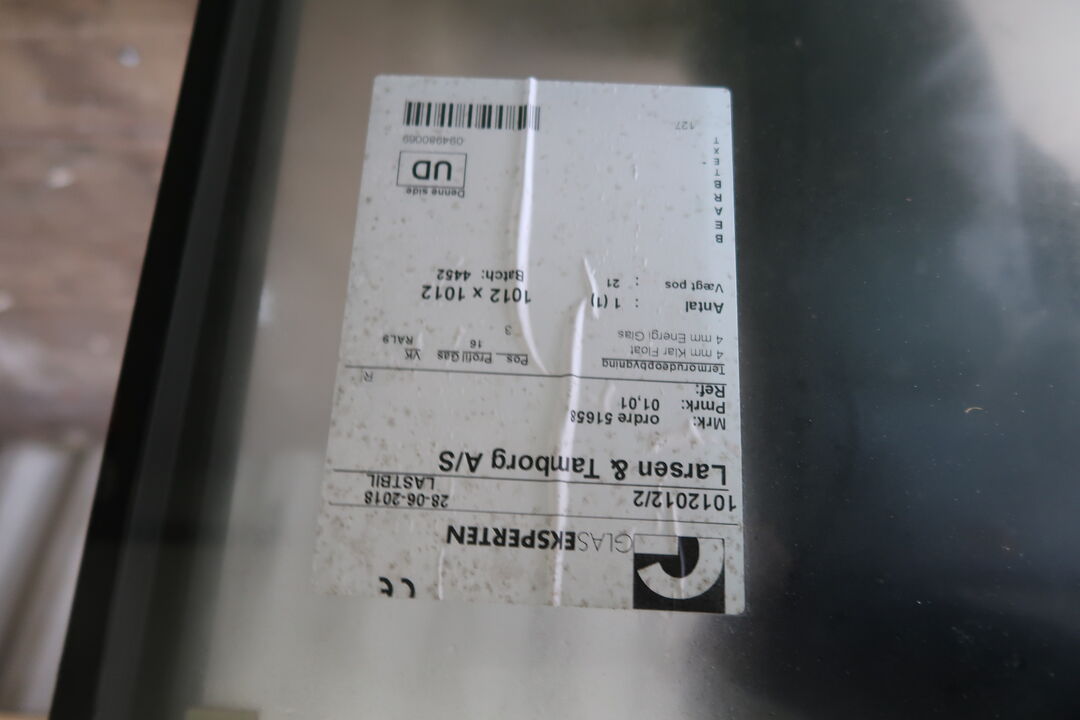 CE
GLASEKSPERTEN
1012012/2 28-06-2018
LASTBIL
Larsen & Tamborg A/S
Mrk: ordre 51658
Pmrk: 01,01
Ref:
R
Termorudeopbygning Pos. Profil/Gas VK
4 mm Klar Float 16 RAL9
4 mm Energi Glas 3
Antal : 1 (1) 1012 x 1012
Vægt pos : 21 Batch: 4452
BEARBTEXT
Denne side
UD
094980069
127